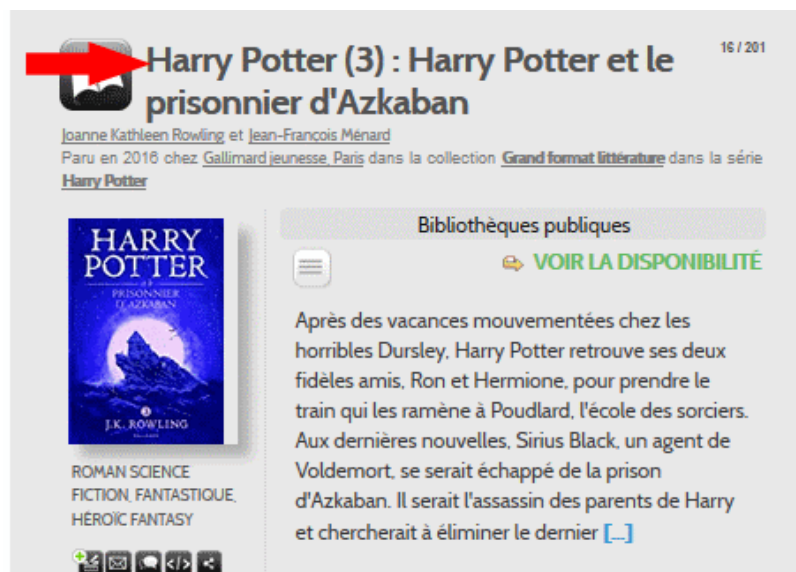 Harry Potter (3) : Harry Potter et le
16 / 201
prisonnier d'Azkaban
Joanne Kathleen Rowling et Jean-François Ménard
Paru en 2016 chez Gallimard jeunesse, Paris dans la collection Grand format littérature dans la série
Harry Potter
HARRY
POTTER
et le
PRISONNIER
D'AZKABAN
3
J.K. ROWLING
ROMAN SCIENCE
FICTION, FANTASTIQUE,
HÉROÏC FANTASY
Bibliothèques publiques
VOIR LA DISPONIBILITÉ
Après des vacances mouvementées chez les
horribles Dursley, Harry Potter retrouve ses deux
fidèles amis, Ron et Hermione, pour prendre le
train qui les ramène à Poudlard, l'école des sorciers.
Aux dernières nouvelles, Sirius Black, un agent de
Voldemort, se serait échappé de la prison
d'Azkaban. Il serait l'assassin des parents de Harry
et chercherait à éliminer le dernier [...]